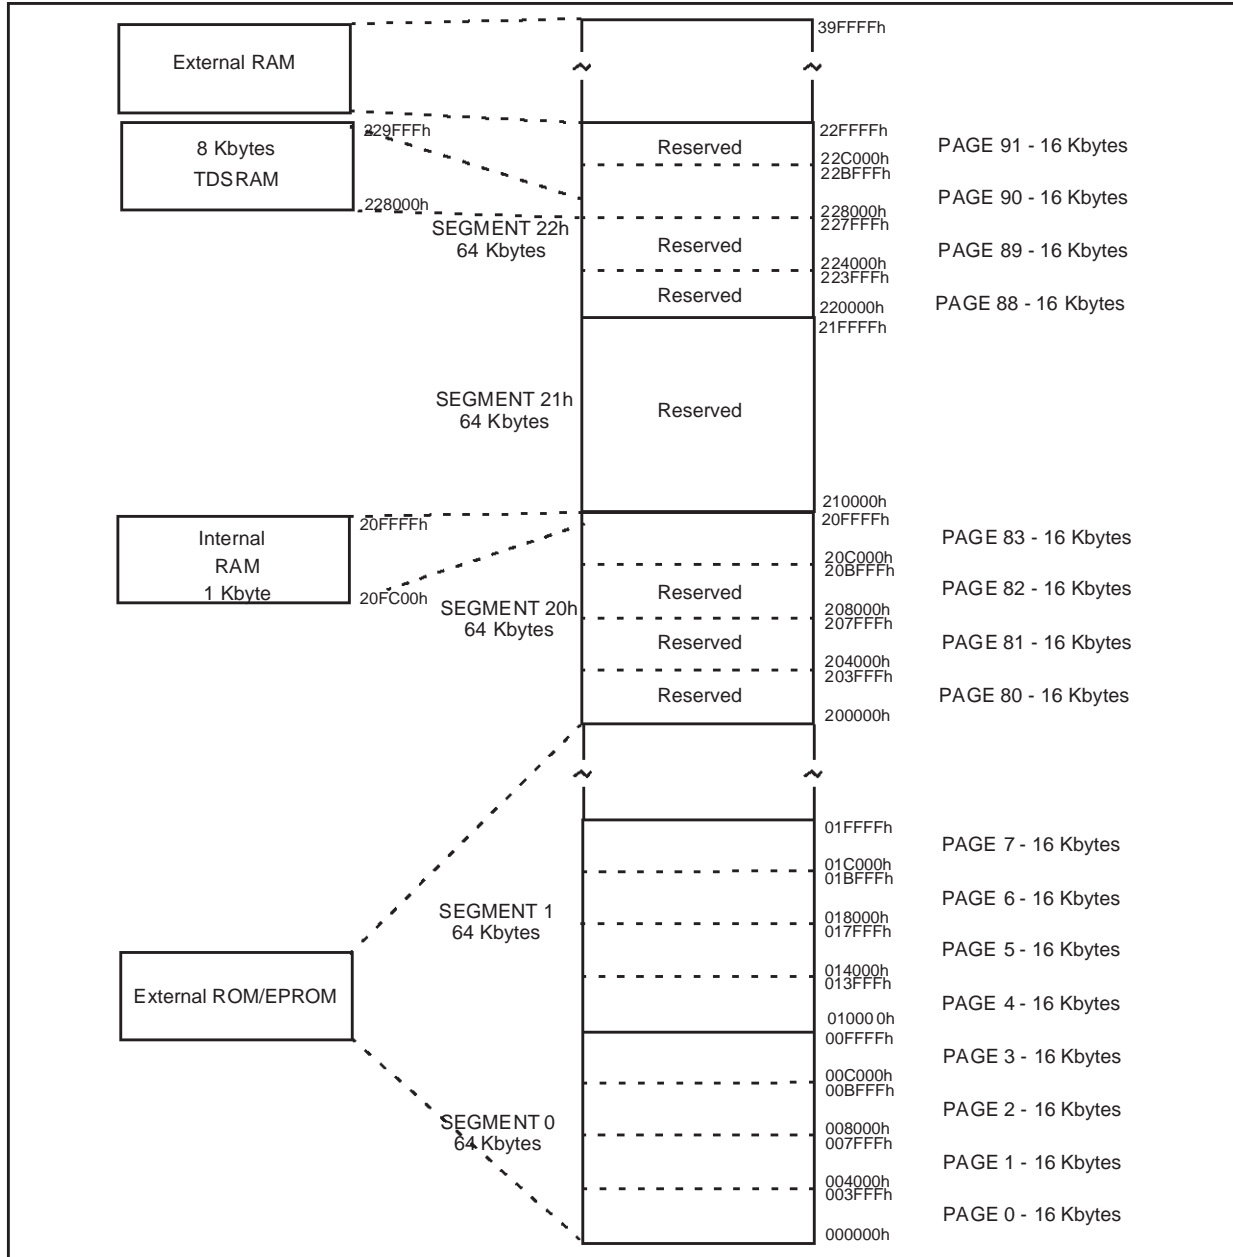 39FFFFh
External RAM
229FFFh
22FFFFh
8 Kbytes
Reserved
PAGE 91 - 16 Kbytes
22C000h
22BFFFh
TDSRAM
PAGE 90 - 16 Kbytes
228000h
228000h
227FFFh
SEGMENT 22h
64 Kbytes
Reserved
PAGE 89 - 16 Kbytes
224000h
223FFFh
Reserved
220000h
PAGE 88 - 16 Kbytes
21FFFFh
SEGMENT 21h
64 Kbytes
Reserved
210000h
20FFFFh
20FFFFh
Internal
RAM
1 Kbyte
PAGE 83 - 16 Kbytes
20C000h
20BFFFh
20FC00h
Reserved
PAGE 82 - 16 Kbytes
SEGMENT 20h
64 Kbytes
208000h
207FFFh
Reserved
PAGE 81 - 16 Kbytes
204000h
203FFFh
Reserved
PAGE 80 - 16 Kbytes
200000h
01FFFFh
PAGE 7 - 16 Kbytes
01C000h
01BFFFh
PAGE 6 - 16 Kbytes
SEGMENT 1
64 Kbytes
018000h
017FFFh
PAGE 5 - 16 Kbytes
014000h
013FFFh
External ROM/EPROM
PAGE 4 - 16 Kbytes
010000h
00FFFFh
PAGE 3 - 16 Kbytes
00C000h
00BFFFh
PAGE 2 - 16 Kbytes
SEGMENT 0
64 Kbytes
008000h
007FFFh
PAGE 1 - 16 Kbytes
004000h
003FFFh
PAGE 0 - 16 Kbytes
000000h